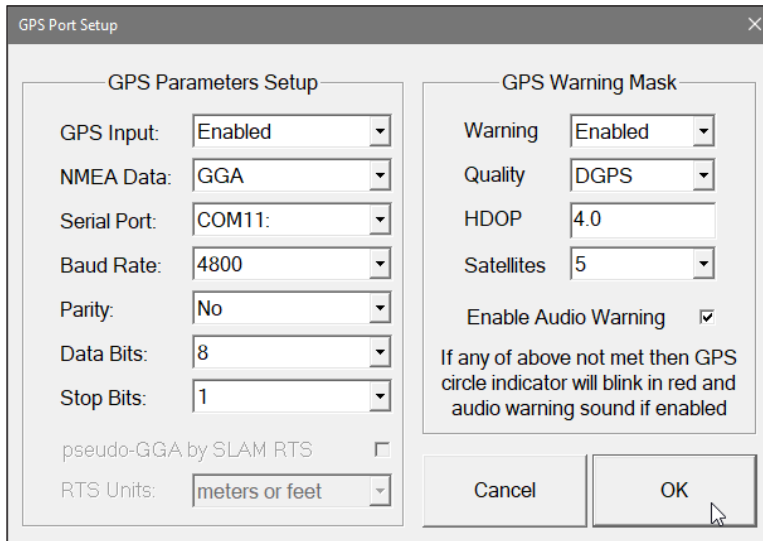 GPS Port Setup
GPS Parameters Setup
GPS Input: Enabled
NMEA Data: GGA
Serial Port: COM11:
Baud Rate: 4800
Parity: No
Data Bits: 8
Stop Bits: 1
pseudo-GGA by SLAM RTS
RTS Units: meters or feet
GPS Warning Mask
Warning Enabled
Quality DGPS
HDOP 4.0
Satellites 5
Enable Audio Warning
If any of above not met then GPS
circle indicator will blink in red and
audio warning sound if enabled
Cancel OK